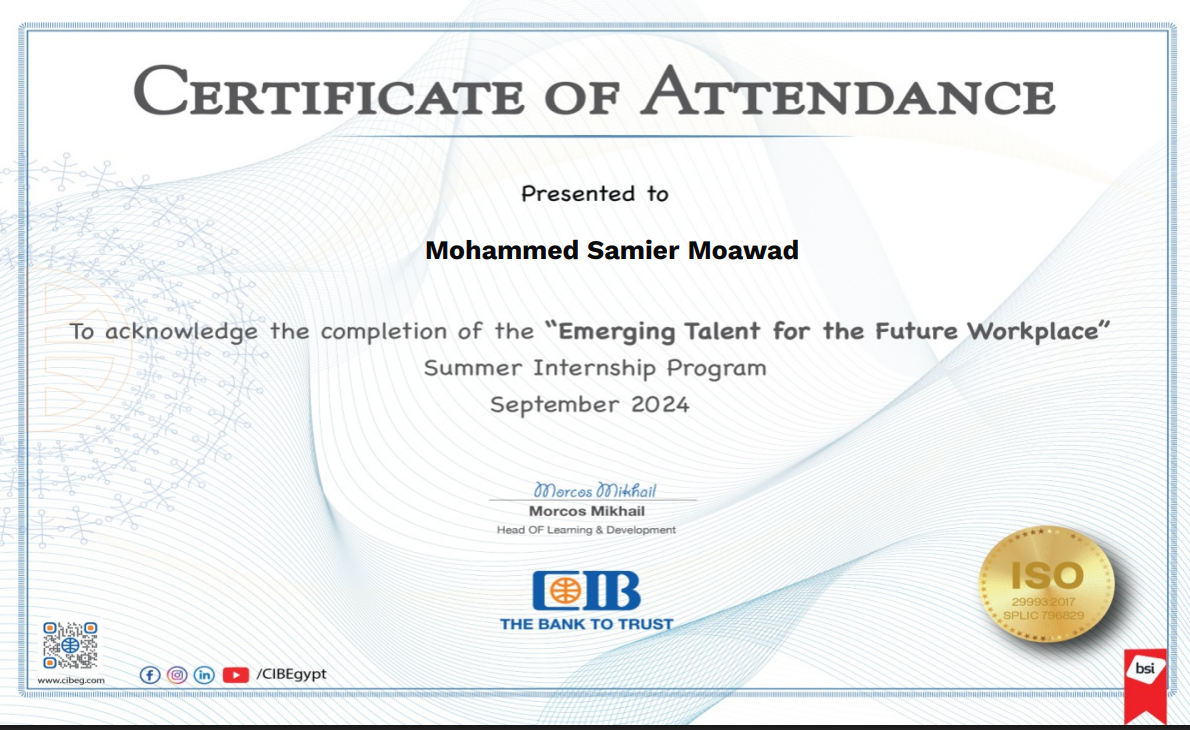 CERTIFICATE OF ATTENDANCE
Presented to
Mohammed Samier Moawad
To acknowledge the completion of the “Emerging Talent for the Future Workplace”
Summer Internship Program
September 2024
Morcos Mikhail
Morcos Mikhail
Head OF Learning & Development
CIB
THE BANK TO TRUST
ISO
29993:2017
SPLIC 796829
bsi
www.cibeg.com
/CIBEgypt